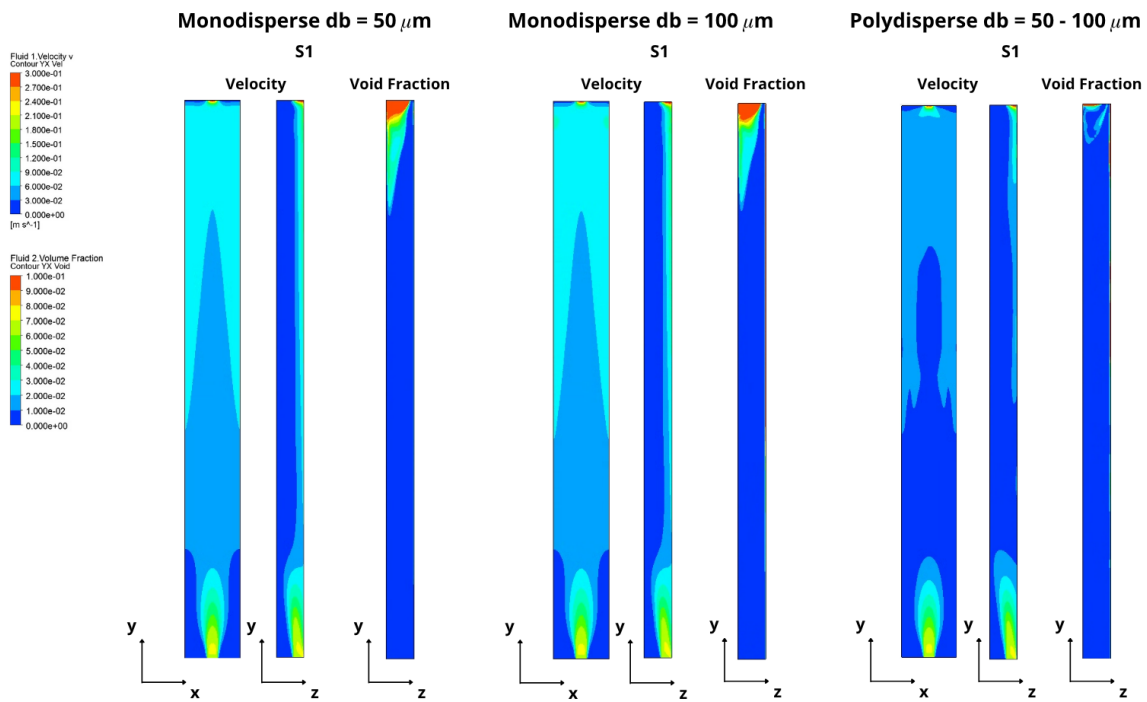 Monodisperse db = 50 μm
Monodisperse db = 100 μm
Polydisperse db = 50 - 100 μm
S1
S1
S1
Velocity
Void Fraction
Velocity
Void Fraction
Velocity
Void Fraction
Fluid 1.Velocity v
Contour YX Vel
3.000e-01
2.700e-01
2.400e-01
2.100e-01
1.800e-01
1.500e-01
1.200e-01
9.000e-02
6.000e-02
3.000e-02
0.000e+00
[m s^-1]
Fluid 2.Volume Fraction
Contour YX Void
1.000e-01
9.000e-02
8.000e-02
7.000e-02
6.000e-02
5.000e-02
4.000e-02
3.000e-02
2.000e-02
1.000e-02
0.000e+00
y
y
y
y
y
y
y
y
y
x
z
z
x
z
z
x
z
z